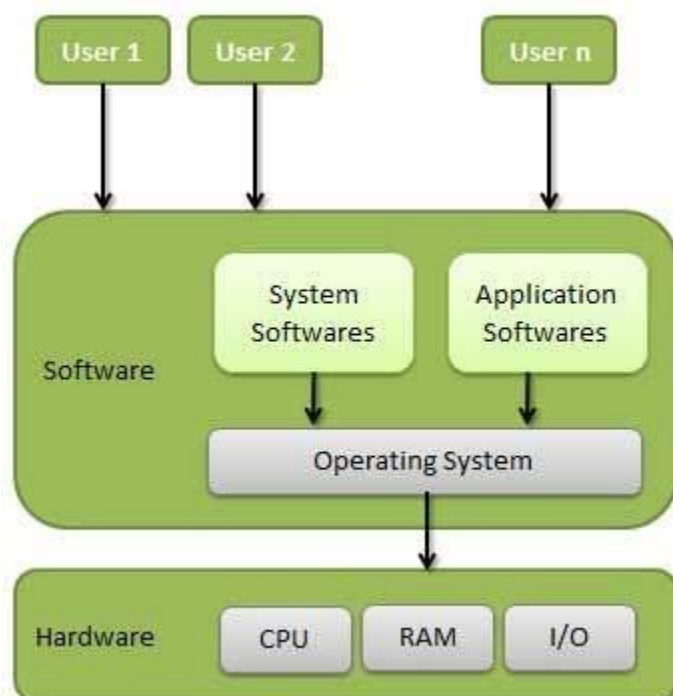 User 1
User 2
User n
System
Softwares
Application
Softwares
Software
Operating System
Hardware
CPU
RAM
I/O